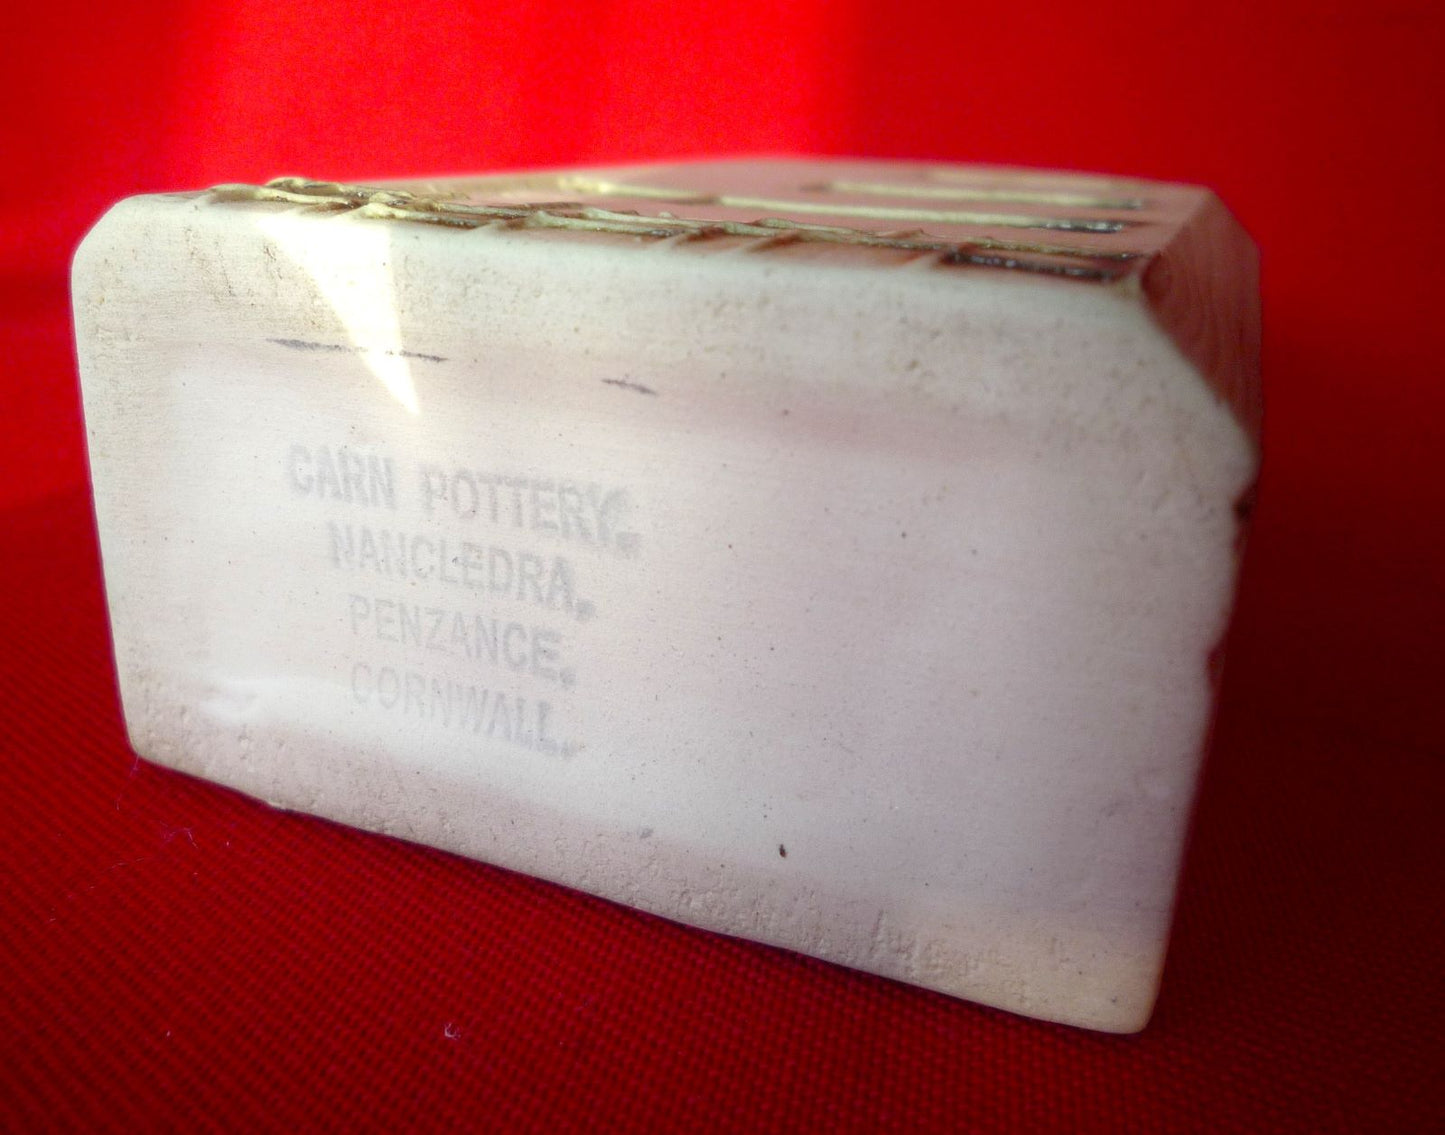 CARN POTTERY.
NANCLEDRA.
PENZANCE.
CORNWALL.